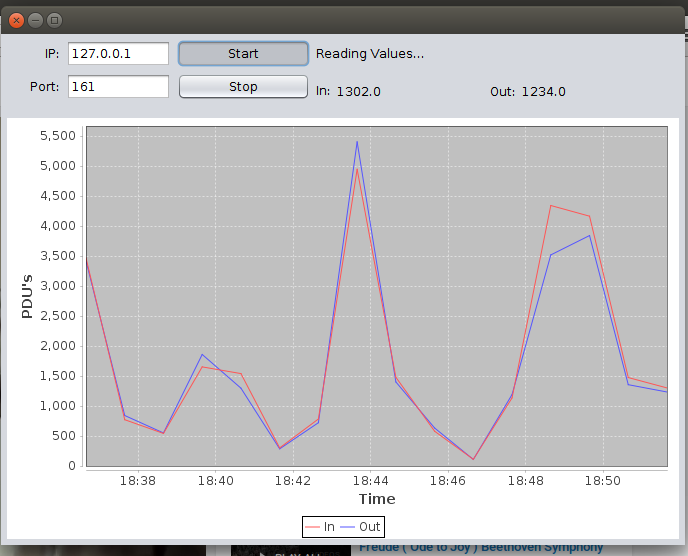 IP: 127.0.0.1 Start Reading Values...
Port: 161 Stop In: 1302.0 Out: 1234.0
5,500
5,000
4,500
4,000
3,500
3,000
2,500
2,000
1,500
1,000
500
0
PDU's
18:38 18:40 18:42 18:44 18:46 18:48 18:50
Time
In Out
Freude ( Ode to Joy ) Beethoven Symphony